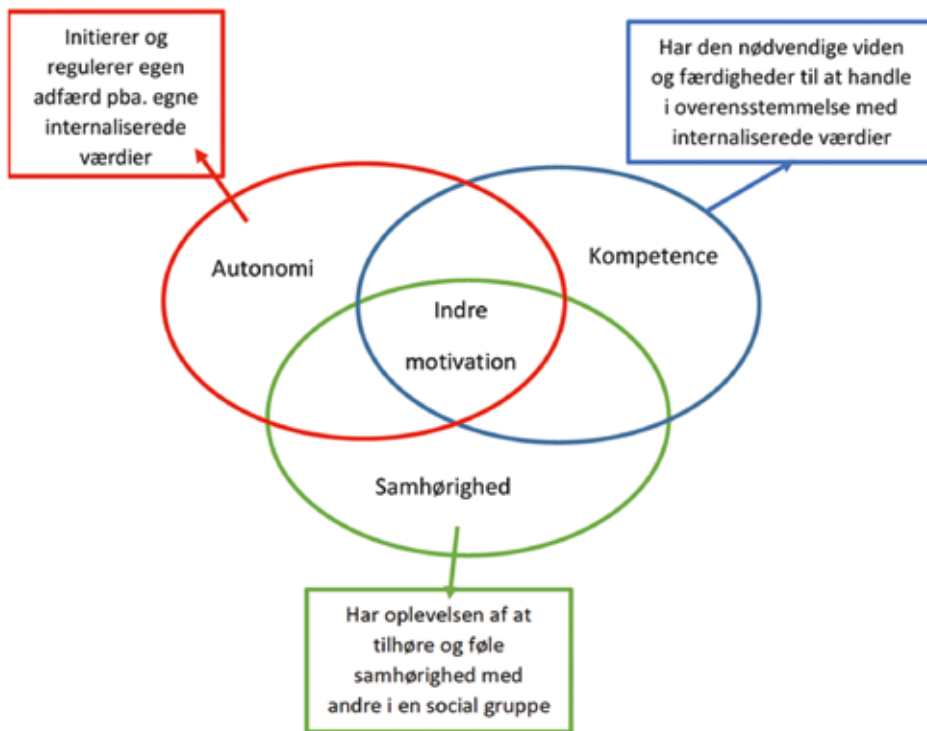 Initierer og
regulerer egen
adfærd pba. egne
internaliserede
værdier
Har den nødvendige viden
og færdigheder til at handle
i overensstemmelse med
internaliserede værdier
Autonomi
Kompetence
Indre
motivation
Samhørighed
Har oplevelsen af at
tilhøre og føle
samhørighed med
andre i en social gruppe